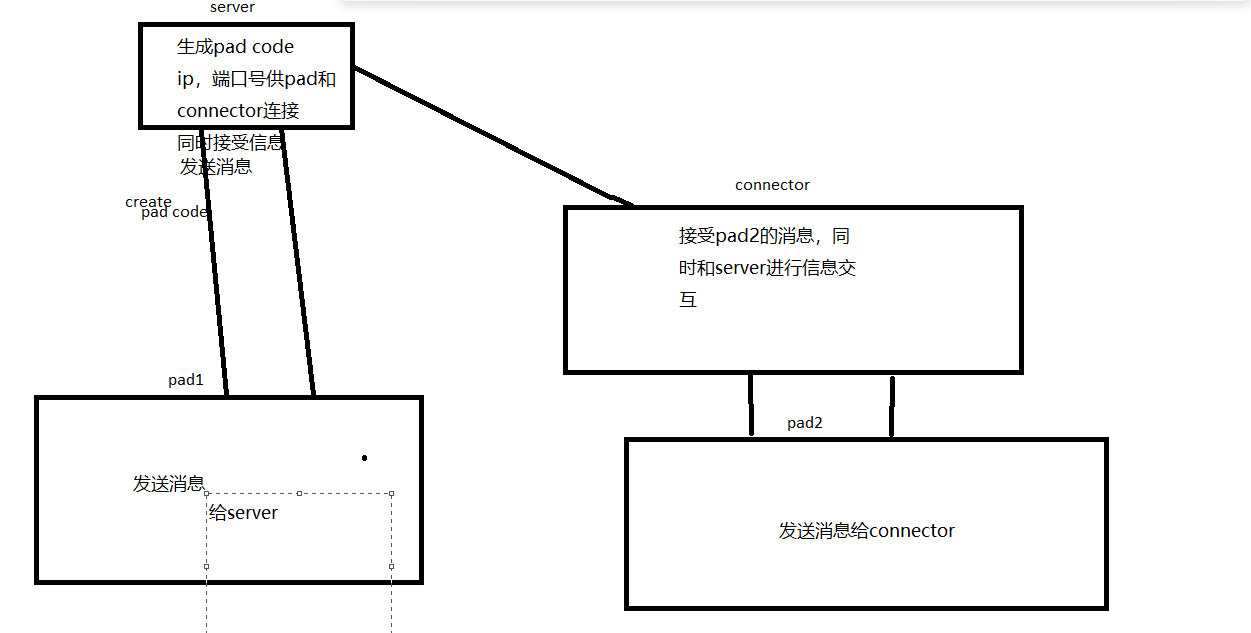 server
生成pad code
ip，端口号供pad和
connector连接
同时接受信息
发送消息
create
pad code
connector
接受pad2的消息，同
时和server进行信息交
互
pad1
发送消息
给server
pad2
发送消息给connector